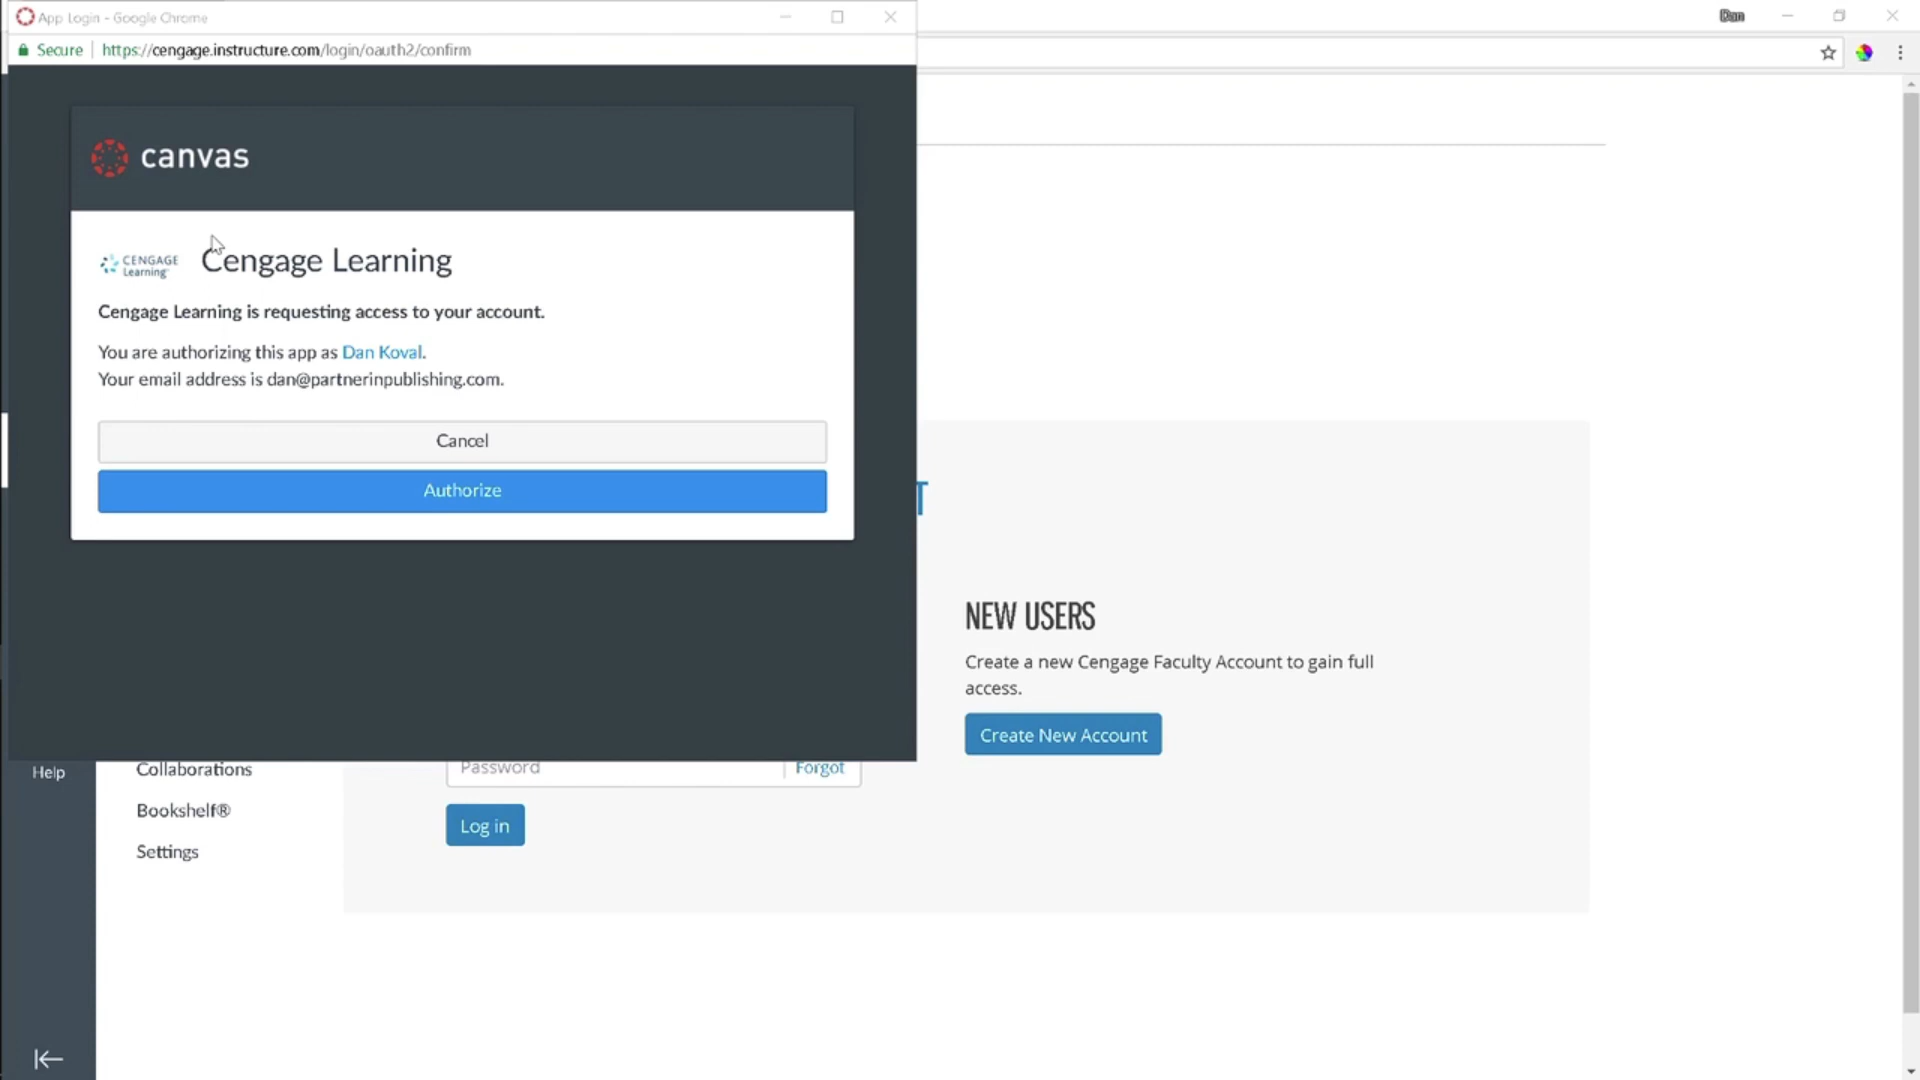 App Login - Google Chrome
Dan
Secure | https://cengage.instructure.com/login/oauth2/confirm
canvas
CENGAGE
Learning
Cengage Learning
Cengage Learning is requesting access to your account.
You are authorizing this app as Dan Koval.
Your email address is dan@partnerinpublishing.com.
Cancel
Authorize
T
NEW USERS
Create a new Cengage Faculty Account to gain full
access.
Create New Account
Help
Collaborations
Bookshelf®
Settings
Password
Forgot
Log in